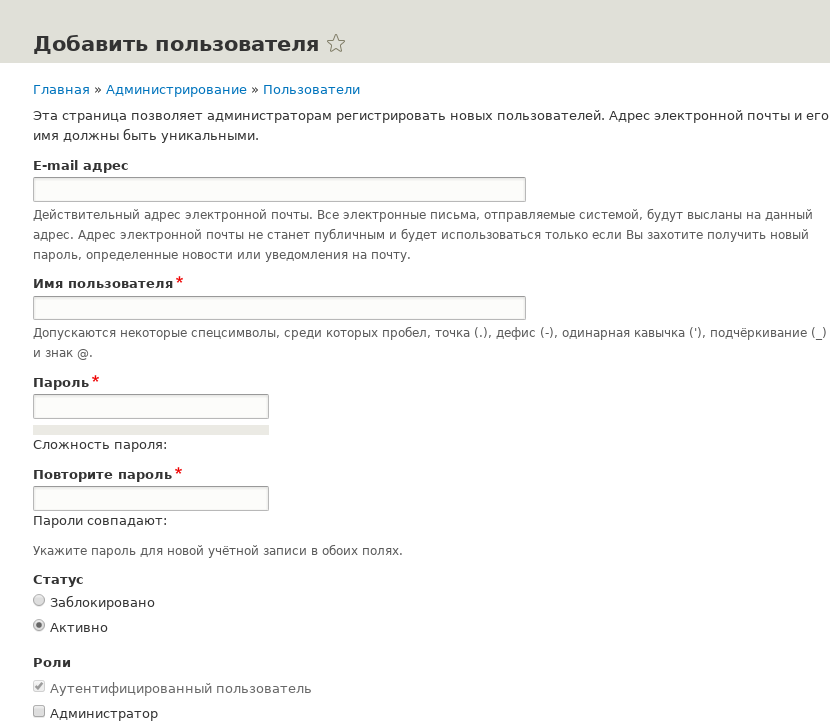 Добавить пользователя
Главная » Администрирование » Пользователи
Эта страница позволяет администраторам регистрировать новых пользователей. Адрес электронной почты и его
имя должны быть уникальными.
E-mail адрес
Действительный адрес электронной почты. Все электронные письма, отправляемые системой, будут высланы на данный
адрес. Адрес электронной почты не станет публичным и будет использоваться только если Вы захотите получить новый
пароль, определенные новости или уведомления на почту.
Имя пользователя*
Допускаются некоторые спецсимволы, среди которых пробел, точка (.), дефис (-), одинарная кавычка ('), подчёркивание (_)
и знак @.
Пароль*
Сложность пароля:
Повторите пароль*
Пароли совпадают:
Укажите пароль для новой учётной записи в обоих полях.
Статус
Заблокировано
Активно
Роли
Аутентифицированный пользователь
Администратор